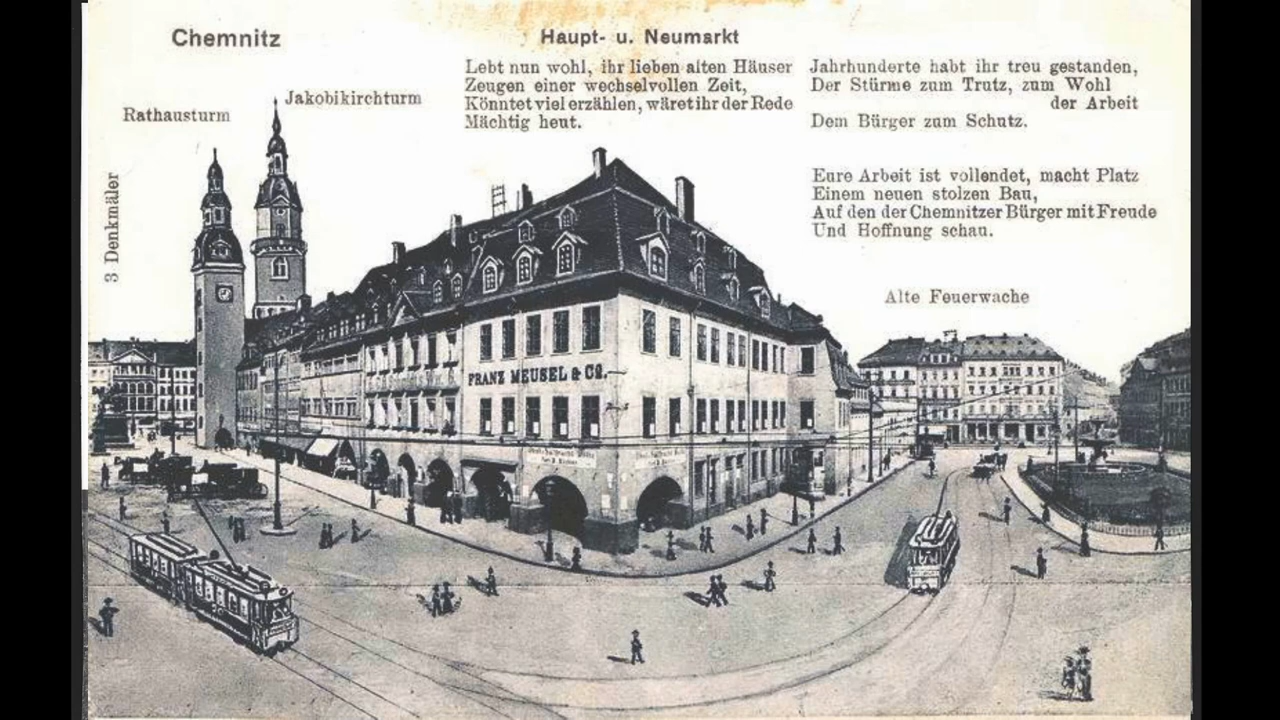 Chemnitz
Haupt- u. Neumarkt
Lebt nun wohl, ihr lieben alten Häuser
Zeugen einer wechselvollen Zeit,
Könntet viel erzählen, wäret ihr der Rede
Mächtig heut.
Jahrhunderte habt ihr treu gestanden,
Der Stürme zum Trutz, zum Wohl
der Arbeit
Dem Bürger zum Schutz.
Eure Arbeit ist vollendet, macht Platz
Einem neuen stolzen Bau,
Auf den der Chemnitzer Bürger mit Freude
Und Hoffnung schau.
Jakobikirchturm
Rathausturm
3 Denkmäler
Alte Feuerwache
FRANZ MEUSEL & CO.